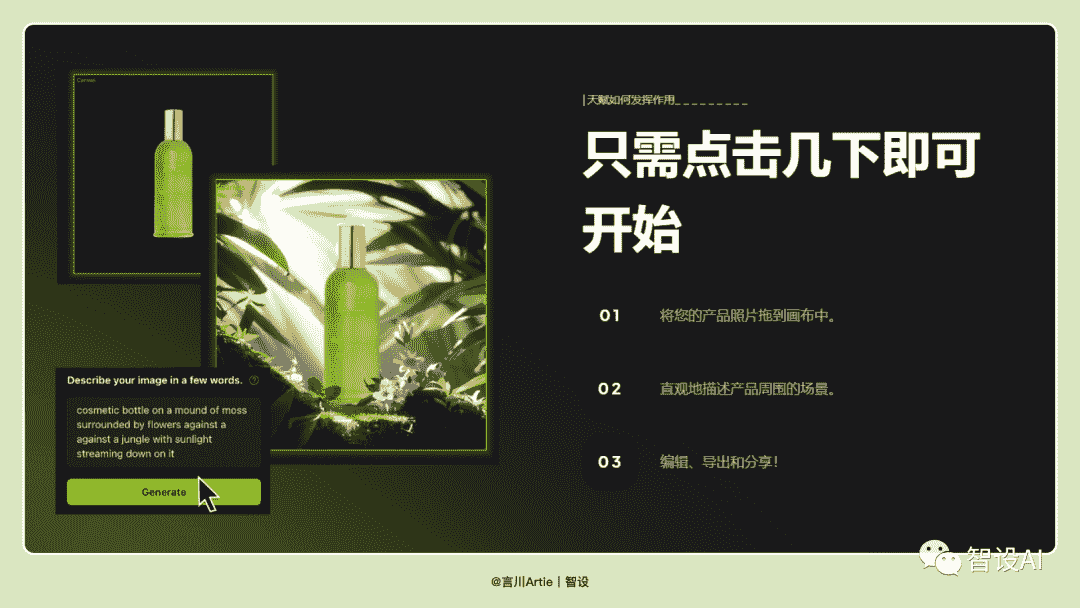 Canvas
|天赋如何发挥作用_ _ _ _ _ _ _ _ _
只需点击几下即可
开始
01 将您的产品照片拖到画布中。
02 直观地描述产品周围的场景。
03 编辑、导出和分享!
Describe your image in a few words. ?
cosmetic bottle on a mound of moss
surrounded by flowers against a
against a jungle with sunlight
streaming down on it
Generate
智设AI
@言川Artie | 智设